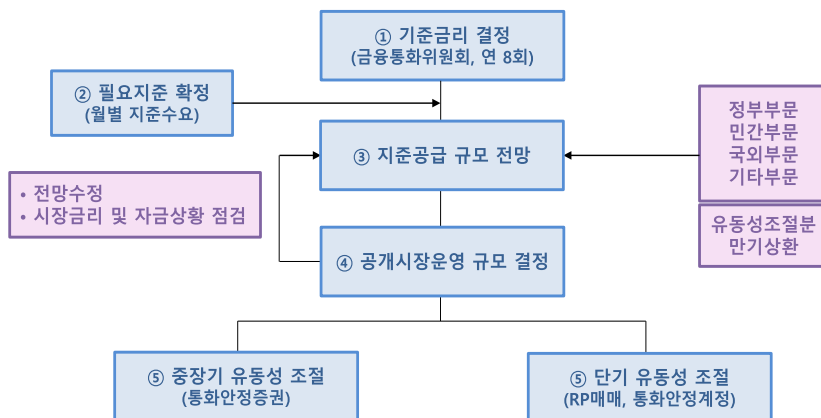 ① 기준금리 결정
(금융통화위원회, 연 8회)
② 필요지준 확정
(월별 지준수요)
정부부문
민간부문
국외부문
기타부문
③ 지준공급 규모 전망
• 전망수정
• 시장금리 및 자금상황 점검
유동성조절분
만기상환
④ 공개시장운영 규모 결정
⑤ 중장기 유동성 조절
(통화안정증권)
⑤ 단기 유동성 조절
(RP매매, 통화안정계정)